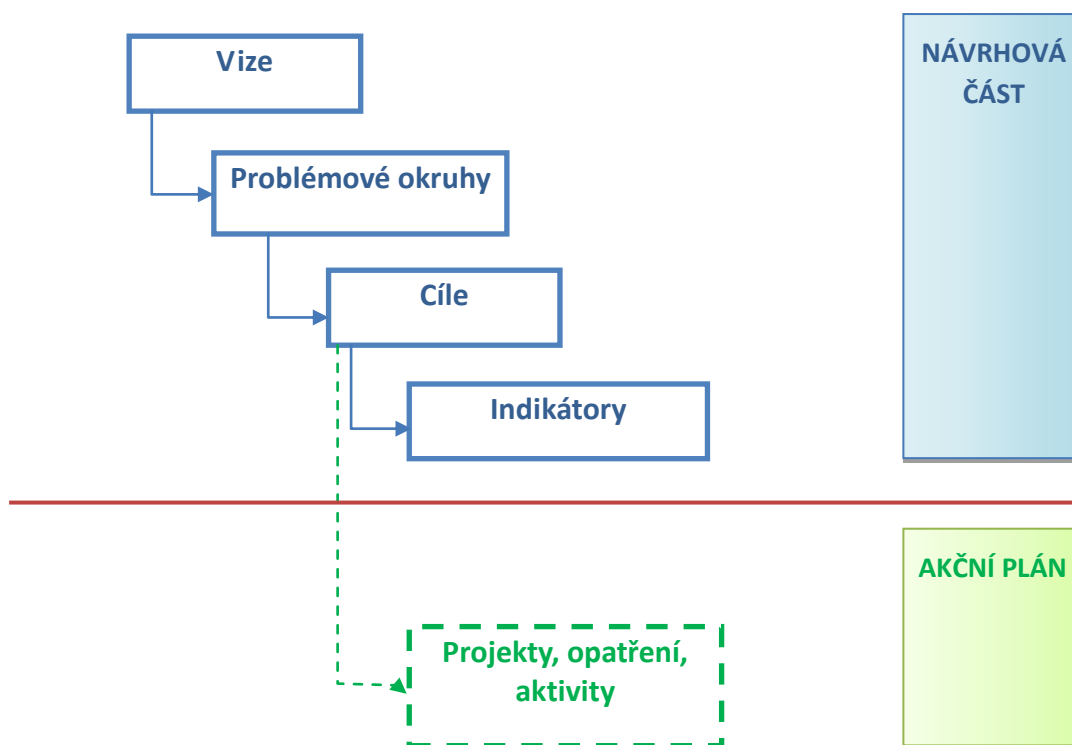 Vize
NÁVRHOVÁ
ČÁST
Problémové okruhy
Cíle
Indikátory
AKČNÍ PLÁN
Projekty, opatření,
aktivity